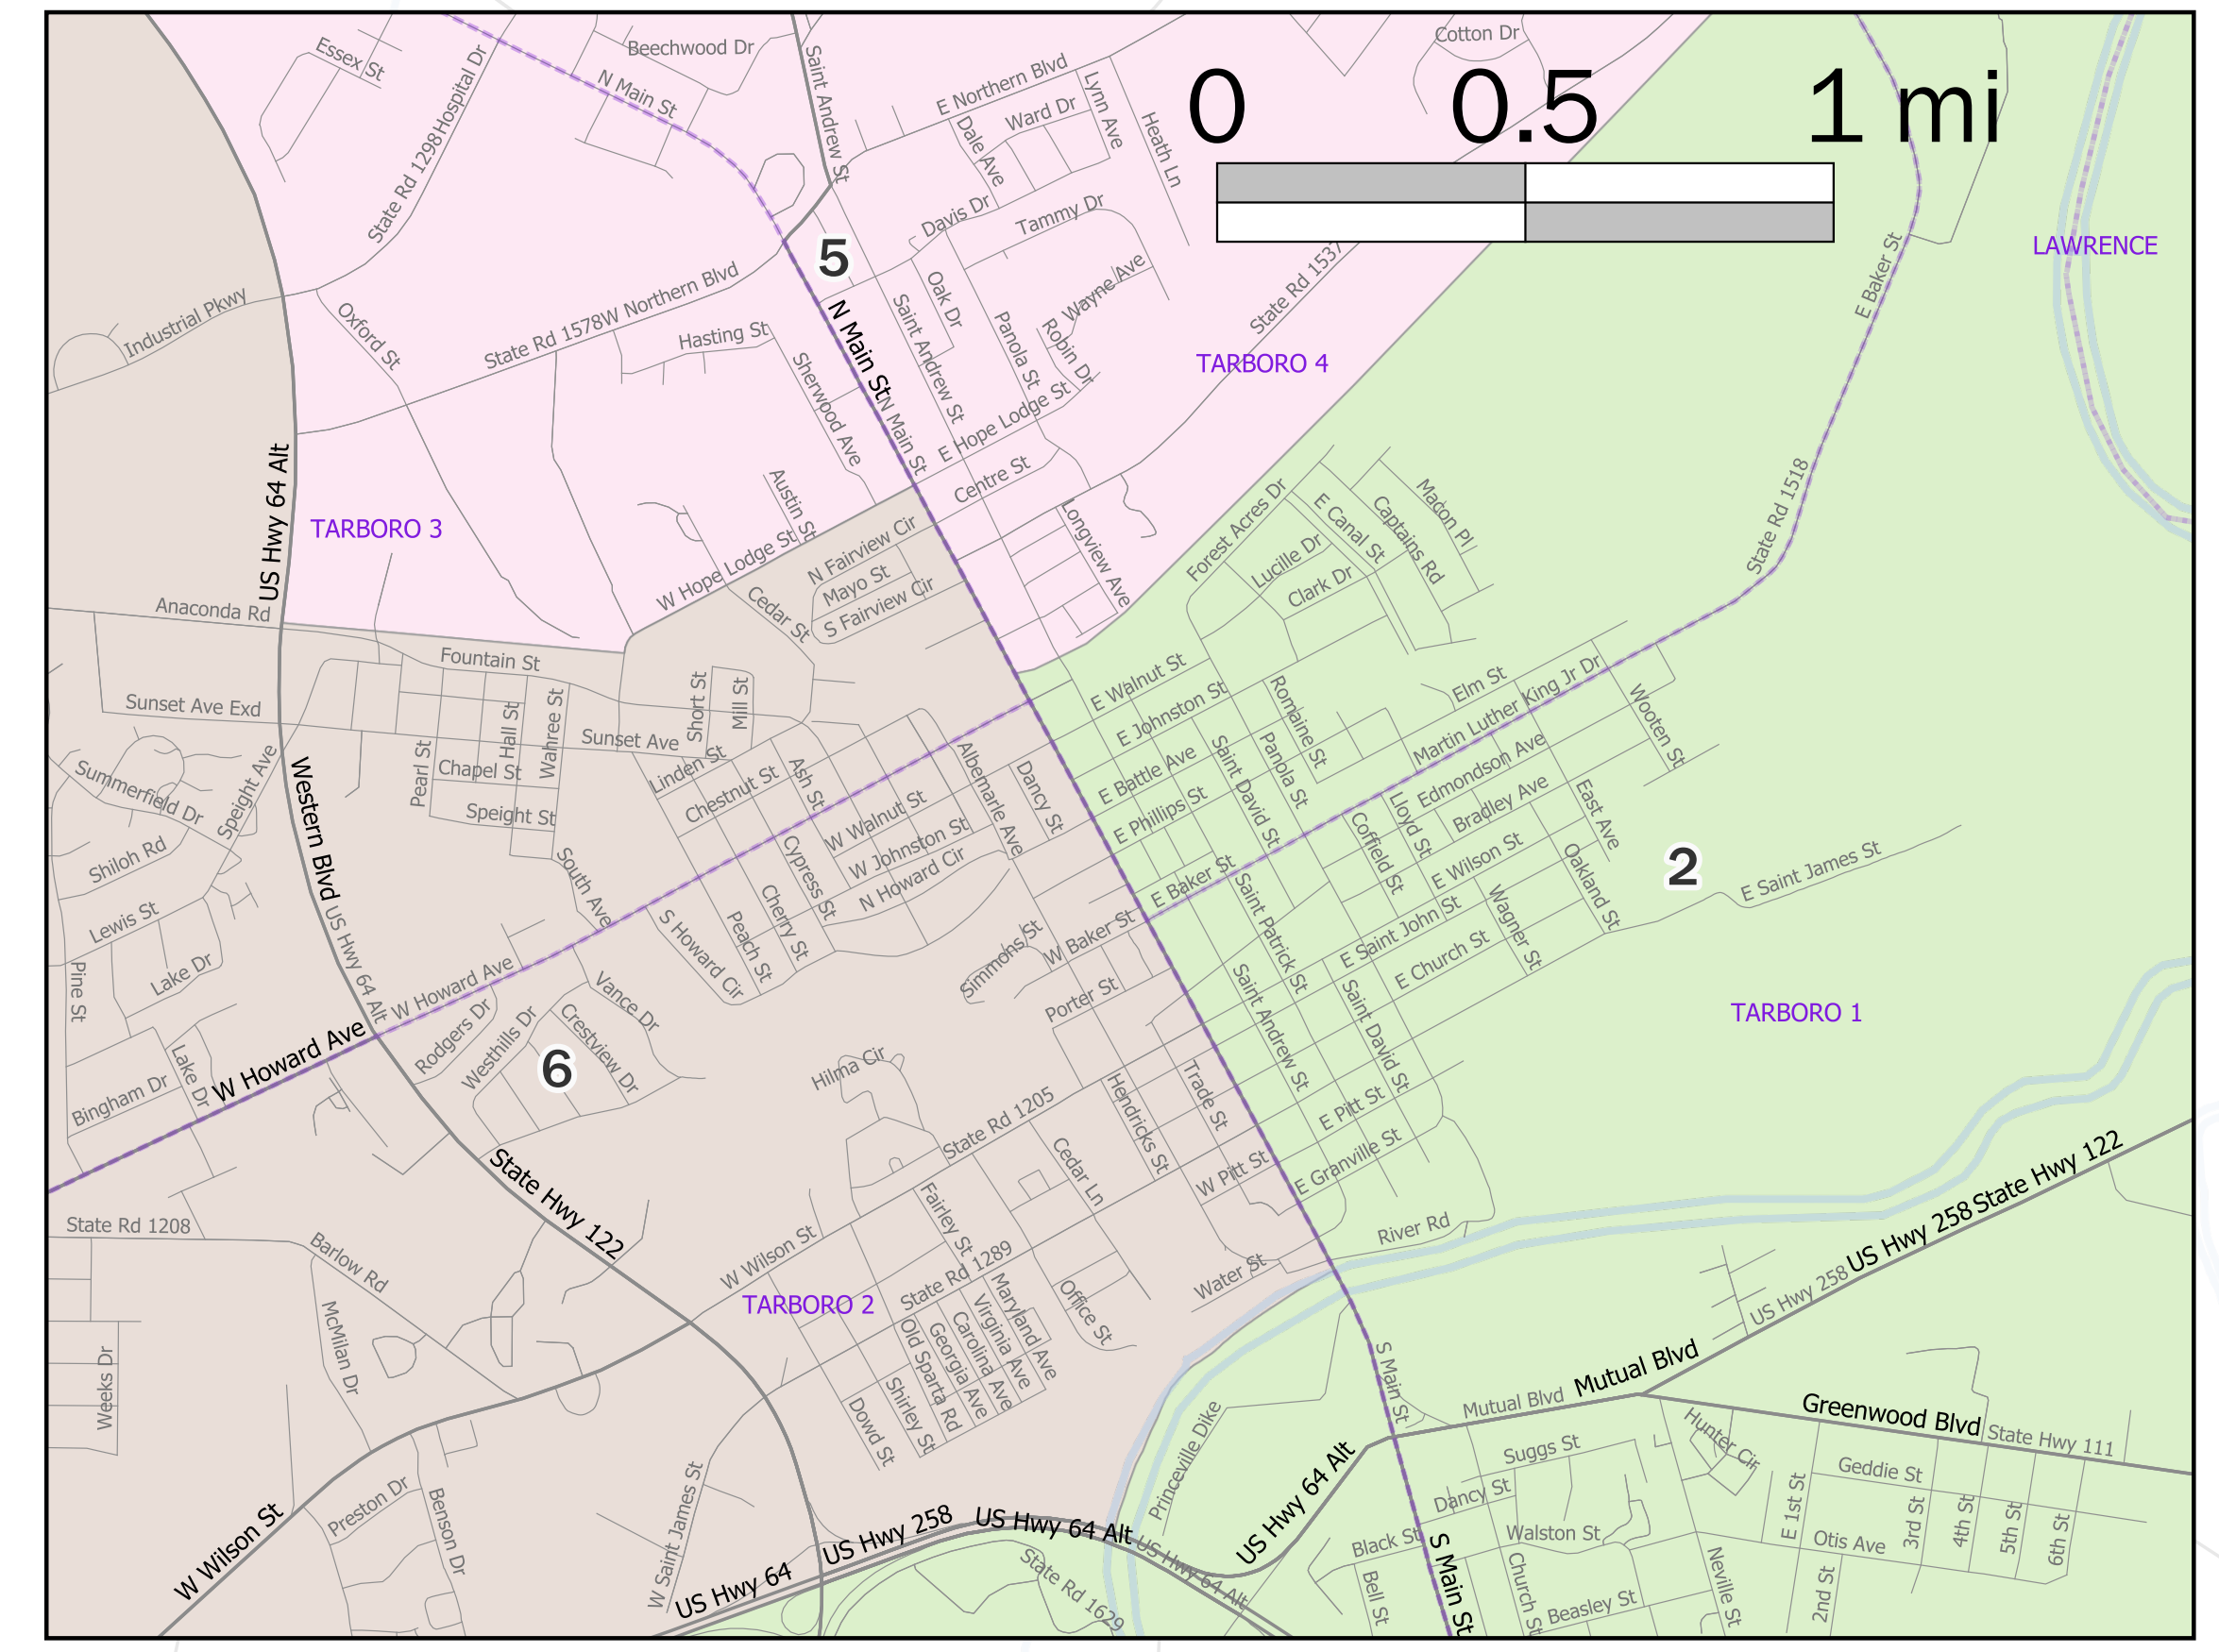 Essex St
Beechwood Dr
Cotton Dr
Saint Andrew St
State Rd 1298
Hospital Dr
N Main St
E Northern Blvd
Ward Dr
Lynn Ave
Dale Ave
Heath Ln
0
0.5
1 mi
Davis Dr
Tammy Dr
LAWRENCE
5
Industrial Pkwy
Oxford St
State Rd 1578
W Northern Blvd
Hasting St
Sherwood Ave
N Main St
N Main St
Saint Andrew St
Oak Dr
Panola St
Wayne Ave
Robin Dr
State Rd 1537
TARBORO 4
E Baker St
E Hope Lodge St
Centre St
US Hwy 64 Alt
TARBORO 3
Austin St
W Hope Lodge St
N Fairview Cir
Mayo St
S Fairview Cir
Cedar St
Longview Ave
Forest Acres Dr
E Canal St
Captains Rd
Macon Pl
Lucille Dr
Clark Dr
State Rd 1518
Anaconda Rd
Fountain St
Sunset Ave Exd
Sunset Ave
Short St
Mill St
Hall St
Wahree St
Pearl St
Chapel St
Speight St
Linden St
Chestnut St
Ash St
Albemarle Ave
Dancy St
E Walnut St
E Johnston St
E Battle Ave
E Phillips St
Romaine St
Panola St
Saint David St
Elm St
Martin Luther King Jr Dr
Wooten St
Edmondson Ave
Bradley Ave
East Ave
Lloyd St
Coffield St
E Wilson St
Oakland St
2
E Saint James St
Summerfield Dr
Speight Ave
Western Blvd
Shiloh Rd
Lewis St
Lake Dr
Pine St
US Hwy 64 Alt
South Ave
W Walnut St
W Johnston St
N Howard Cir
Cypress St
Cherry St
Peach St
S Howard Cir
Simmons St
W Baker St
E Baker St
Saint Patrick St
E Saint John St
Wagner St
E Church St
Porter St
Saint Andrew St
Saint David St
TARBORO 1
W Howard Ave
W Howard Ave
Vance Dr
Rodgers Dr
Westhills Dr
Crestview Dr
6
Bingham Dr
Lake Dr
Hilma Cir
State Rd 1205
Hendricks St
Trade St
E Pitt St
E Granville St
W Pitt St
Cedar Ln
State Hwy 122
State Rd 1208
Barlow Rd
McMilan Dr
Weeks Dr
W Wilson St
Fairley St
State Rd 1289
TARBORO 2
Office St
Water St
River Rd
Maryland Ave
Virginia Ave
Carolina Ave
Georgia Ave
Old Sparta Rd
Shirley St
Dowd St
US Hwy 258
US Hwy 258
State Hwy 122
S Main St
Mutual Blvd
Mutual Blvd
Greenwood Blvd
State Hwy 111
Hunter Cir
Suggs St
Geddie St
Dancy St
Princeville Dike
US Hwy 64 Alt
W Wilson St
Preston Dr
Benson Dr
W Saint James St
US Hwy 64
US Hwy 258
US Hwy 64 Alt
US Hwy 64 Alt
State Rd 1629
Black St
Walston St
S Main St
Bell St
Church St
Beasley St
Neville St
E 1st St
2nd St
Otis Ave
3rd St
4th St
5th St
6th St